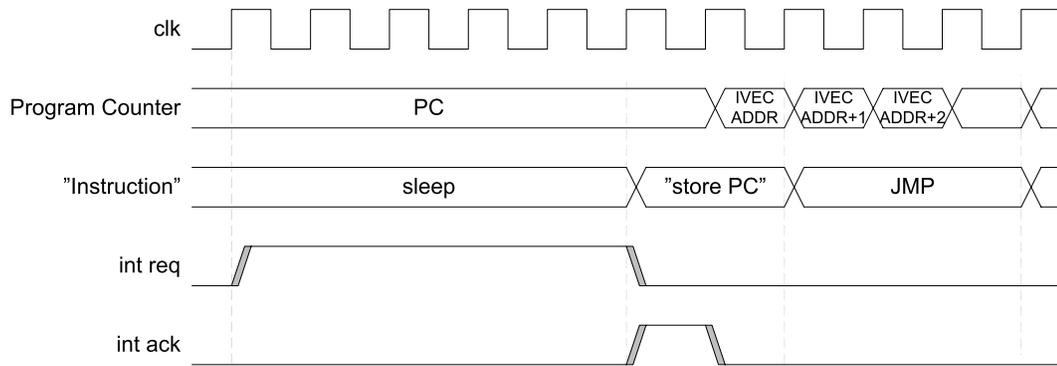 clk
Program Counter
PC
IVEC
ADDR
IVEC
ADDR+1
IVEC
ADDR+2
”Instruction”
sleep
”store PC”
JMP
int req
int ack